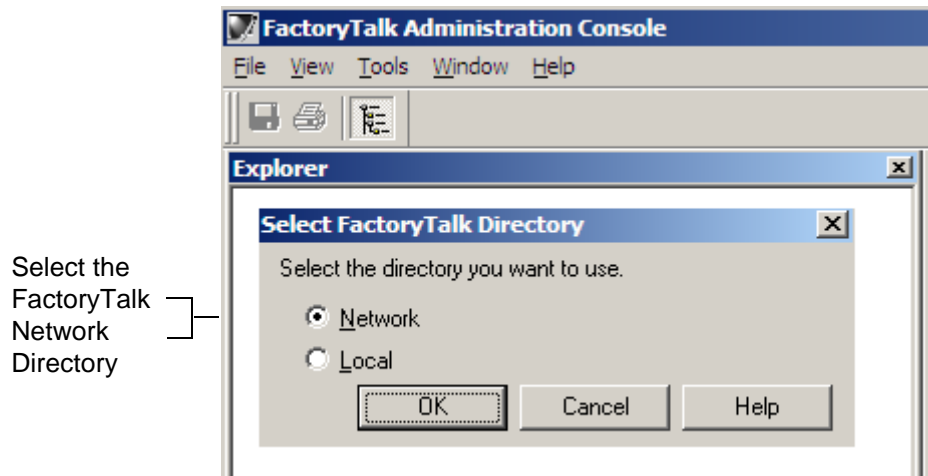 FactoryTalk Administration Console
File View Tools Window Help
Explorer
Select FactoryTalk Directory
Select the directory you want to use.
Network
Local
OK Cancel Help
Select the
FactoryTalk
Network
Directory